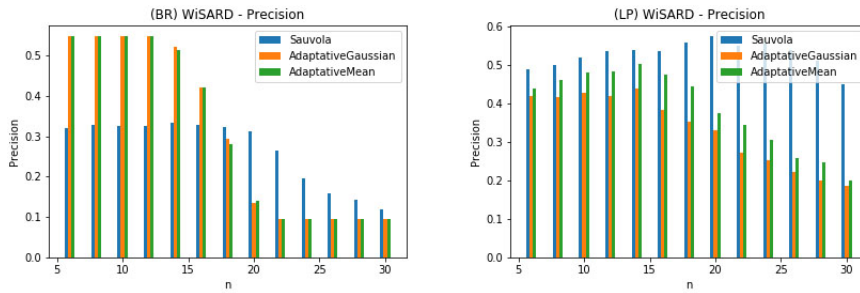 (BR) WiSARD - Precision
Sauvola
AdaptativeGaussian
AdaptativeMean
Precision
0.5
0.4
0.3
0.2
0.1
0.0
5 10 15 20 25 30
n
(LP) WiSARD - Precision
Sauvola
AdaptativeGaussian
AdaptativeMean
Precision
0.6
0.5
0.4
0.3
0.2
0.1
0.0
5 10 15 20 25 30
n